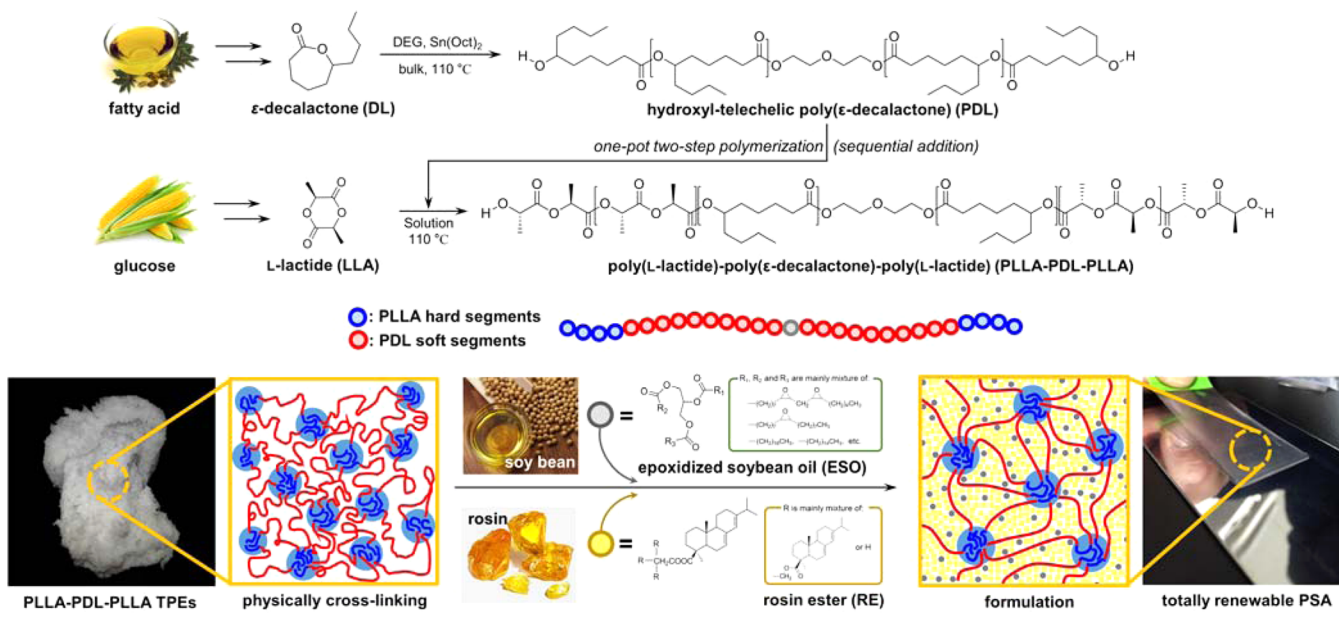 DEG, Sn(Oct)2
bulk, 110 °C
fatty acid
ε-decalactone (DL)
hydroxyl-telechelic poly(ε-decalactone) (PDL)
one-pot two-step polymerization (sequential addition)
Solution
110 °C
glucose
L-lactide (LLA)
poly(L-lactide)-poly(ε-decalactone)-poly(L-lactide) (PLLA-PDL-PLLA)
: PLLA hard segments
: PDL soft segments
soy bean
=
R1
R2
R3
R1, R2 and R3 are mainly mixture of:
etc.
epoxidized soybean oil (ESO)
rosin
=
R is mainly mixture of:
or H
rosin ester (RE)
PLLA-PDL-PLLA TPEs
physically cross-linking
formulation
totally renewable PSA